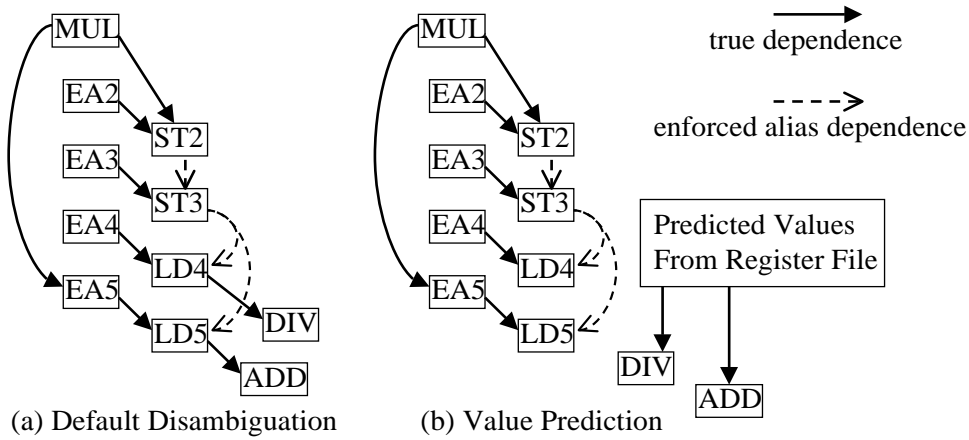 MUL
EA2
ST2
EA3
ST3
EA4
LD4
EA5
LD5
DIV
ADD
(a) Default Disambiguation
MUL
EA2
ST2
EA3
ST3
EA4
LD4
EA5
LD5
Predicted Values
From Register File
DIV
ADD
(b) Value Prediction
true dependence
enforced alias dependence